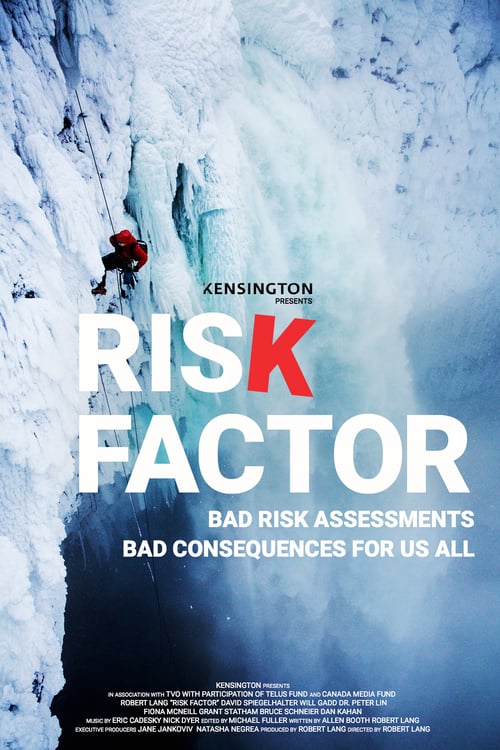 KENSINGTON
PRESENTS
RISK
FACTOR
BAD RISK ASSESSMENTS
BAD CONSEQUENCES FOR US ALL
KENSINGTON PRESENTS
IN ASSOCIATION WITH TVO WITH PARTICIPATION OF TELUS FUND AND CANADA MEDIA FUND
ROBERT LANG "RISK FACTOR" DAVID SPIEGELHALTER WILL GADD DR. PETER LIN
FIONA MCNEILL GRANT STATHAM BRUCE SCHNEIER DAN KAHAN
MUSIC BY ERIC CADESKY NICK DYER EDITED BY MICHAEL FULLER WRITTEN BY ALLEN BOOTH ROBERT LANG
EXECUTIVE PRODUCERS JANE JANKOVIV NATASHA NEGREA PRODUCED BY ROBERT LANG DIRECTED BY ROBERT LANG